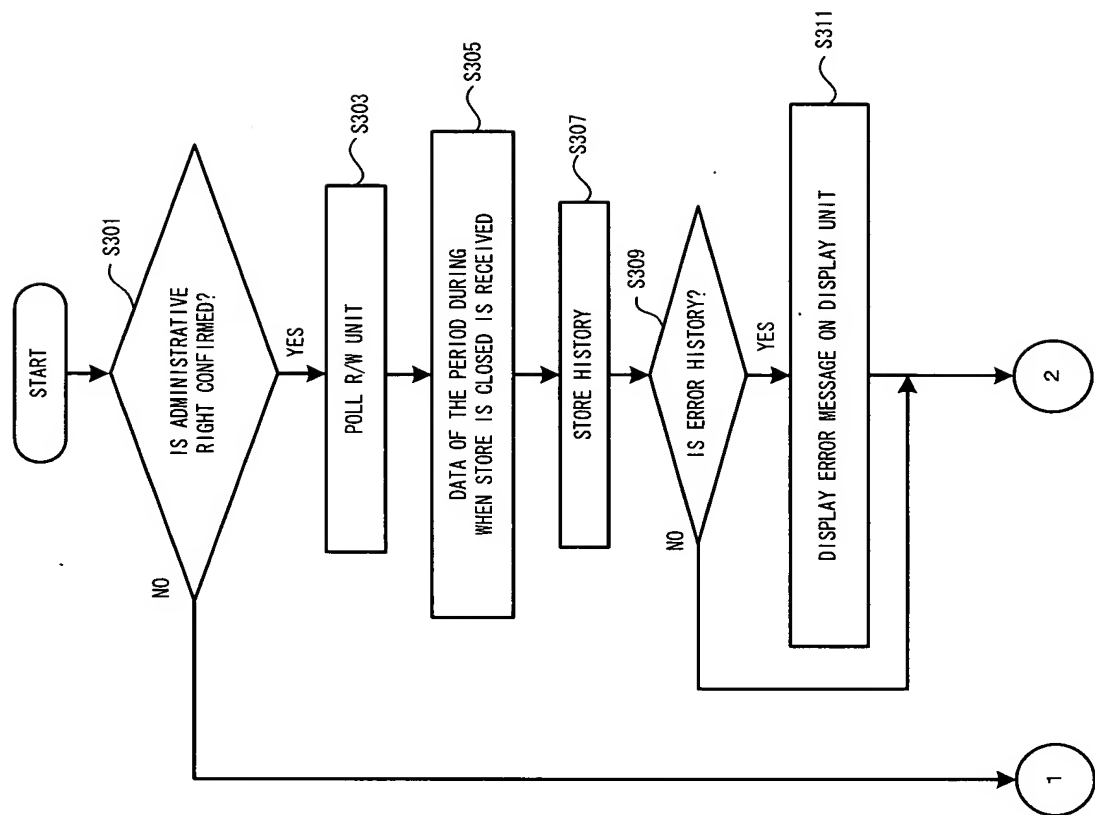 START
S301
IS ADMINISTRATIVE
RIGHT CONFIRMED?
NO
YES
S303
POLL R/W UNIT
S305
DATA OF THE PERIOD DURING
WHEN STORE IS CLOSED IS RECEIVED
S307
STORE HISTORY
S309
IS ERROR HISTORY?
NO
YES
S311
DISPLAY ERROR MESSAGE ON DISPLAY UNIT
1
2